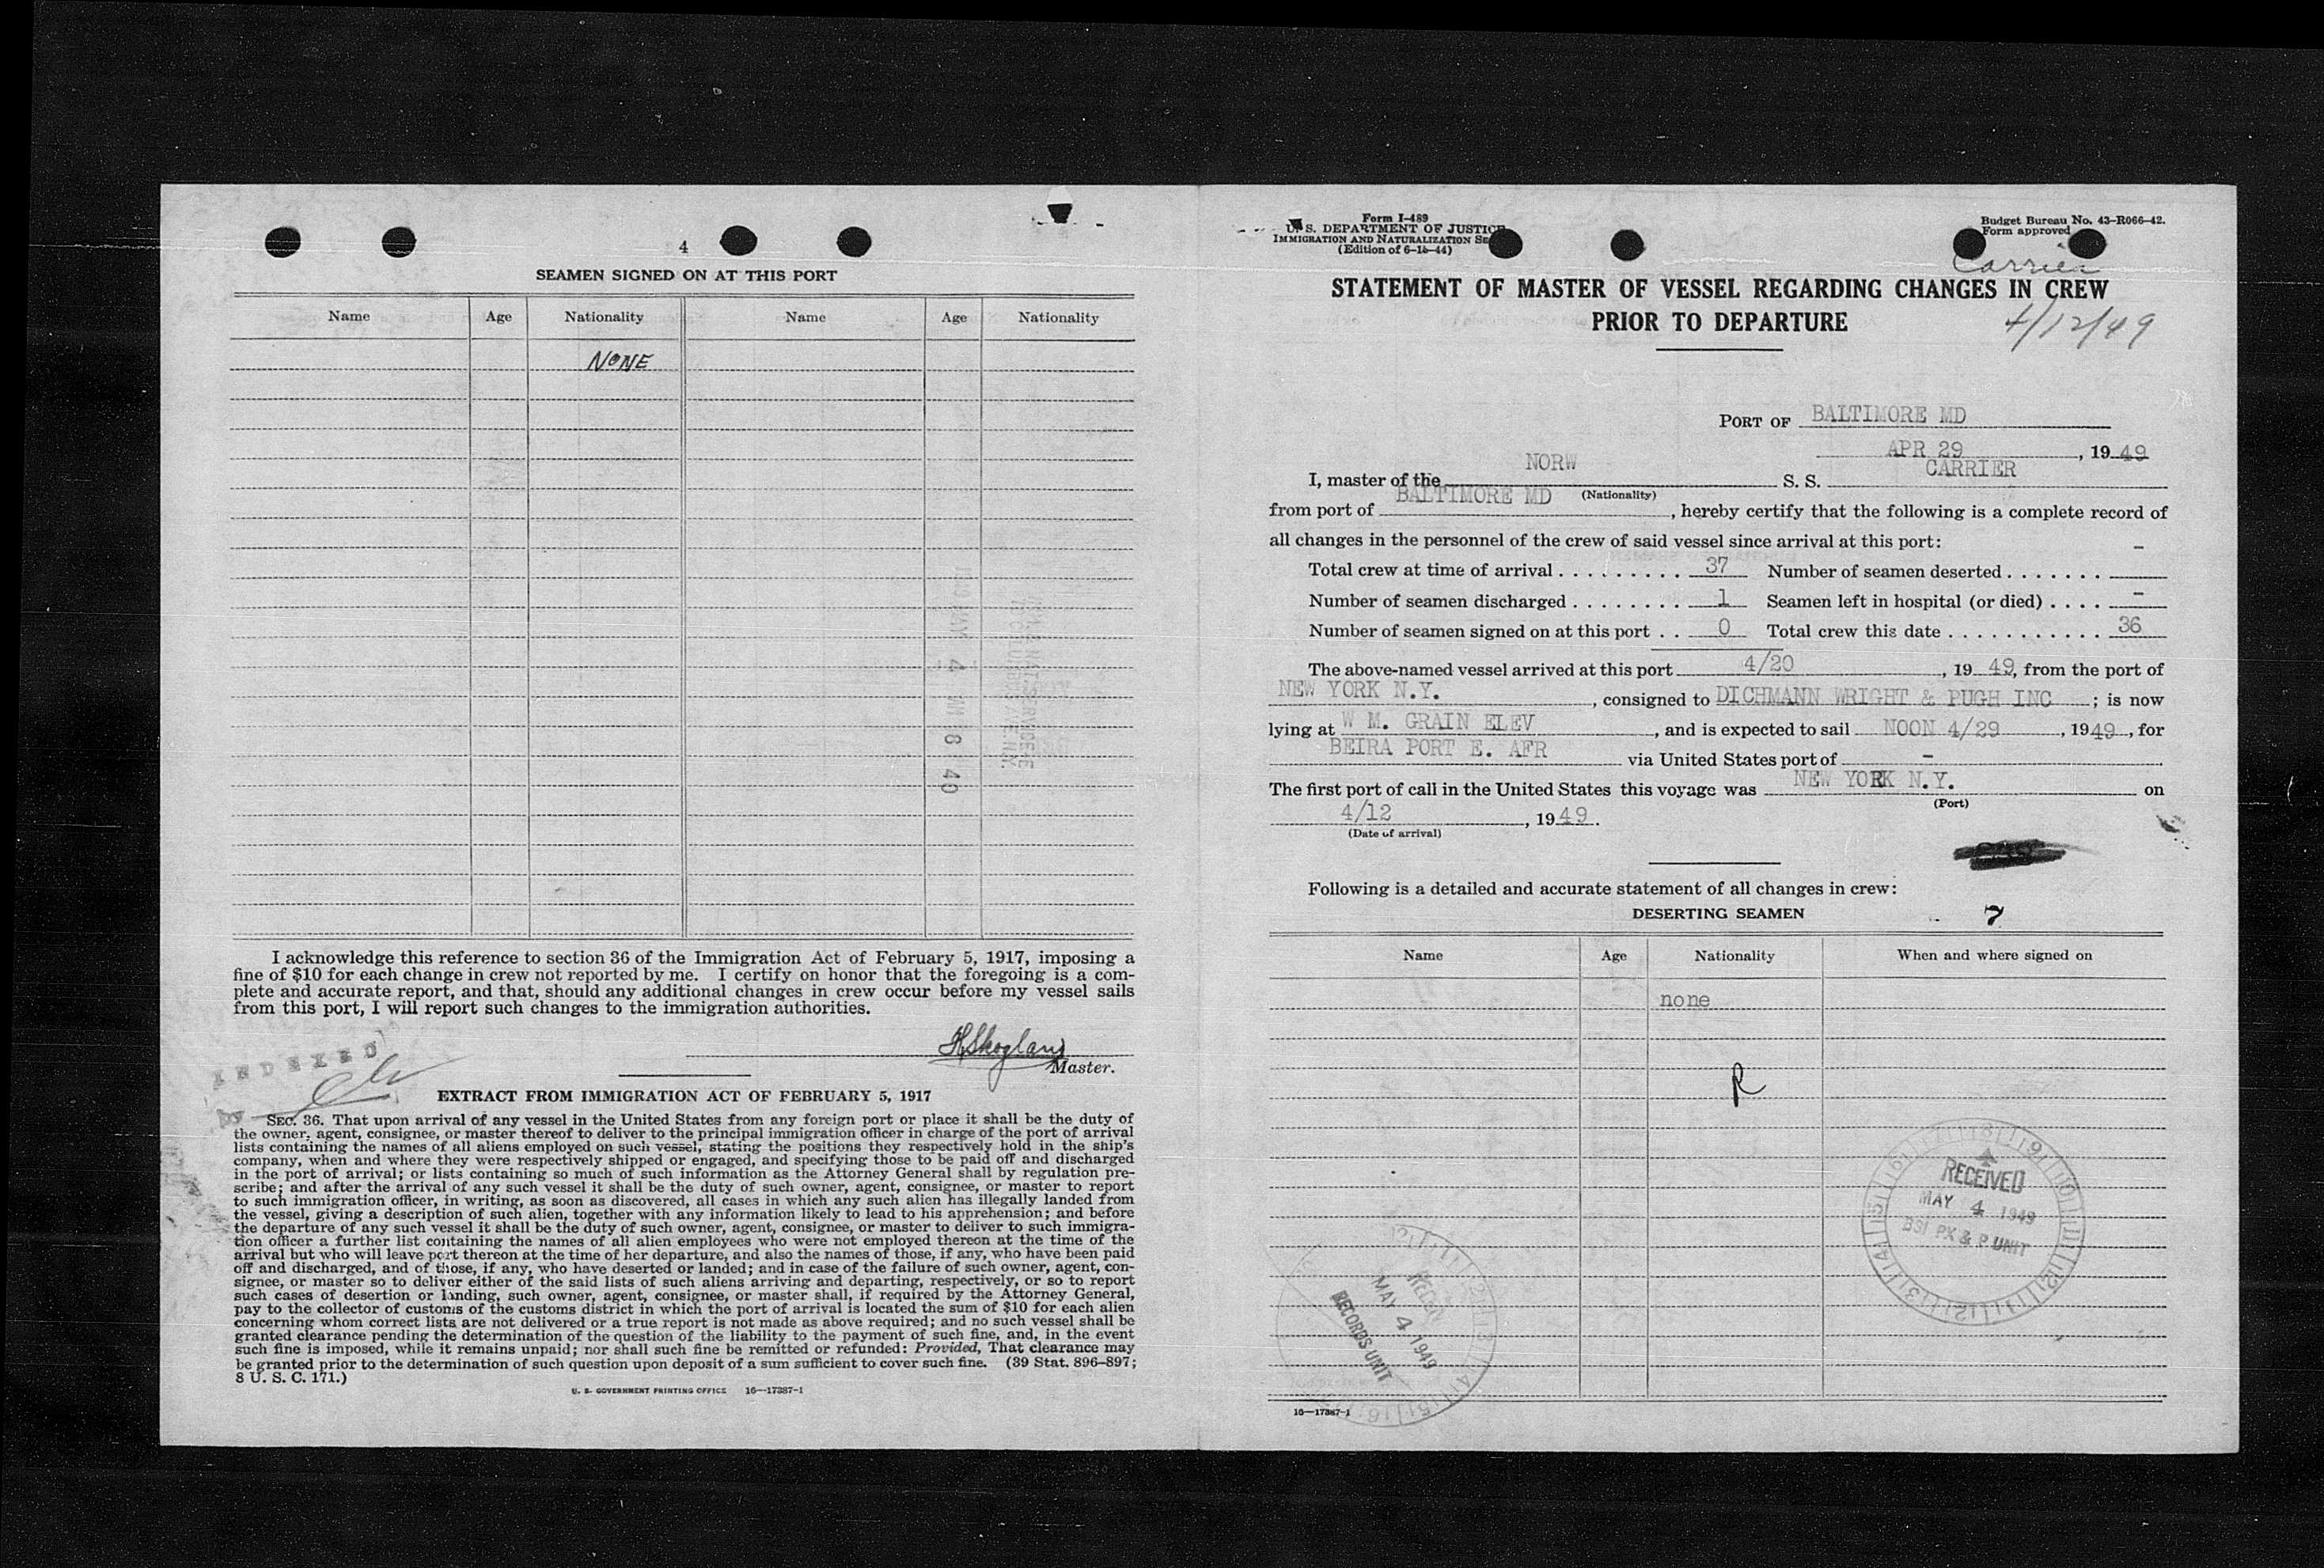 4
SEAMEN SIGNED ON AT THIS PORT
Name Age Nationality Name Age Nationality
NONE
I acknowledge this reference to section 36 of the Immigration Act of February 5, 1917, imposing a
fine of $10 for each change in crew not reported by me. I certify on honor that the foregoing is a com-
plete and accurate report, and that, should any additional changes in crew occur before my vessel sails
from this port, I will report such changes to the immigration authorities.
Master.
INDEXED
EXTRACT FROM IMMIGRATION ACT OF FEBRUARY 5, 1917
SEC. 36. That upon arrival of any vessel in the United States from any foreign port or place it shall be the duty of
the owner, agent, consignee, or master thereof to deliver to the principal immigration officer in charge of the port of arrival
lists containing the names of all aliens employed on such vessel, stating the positions they respectively hold in the ship's
company, when and where they were respectively shipped or engaged, and specifying those to be paid off and discharged
in the port of arrival; or lists containing so much of such information as the Attorney General shall by regulation pre-
scribe; and after the arrival of any such vessel it shall be the duty of such owner, agent, consignee, or master to report
to such immigration officer, in writing, as soon as discovered, all cases in which any such alien has illegally landed from
the vessel, giving a description of such alien, together with any information likely to lead to his apprehension; and before
the departure of any such vessel it shall be the duty of such owner, agent, consignee, or master to deliver to such immigra-
tion officer a further list containing the names of all alien employees who were not employed thereon at the time of the
arrival but who will leave port thereon at the time of her departure, and also the names of those, if any, who have been paid
off and discharged, and of those, if any, who have deserted or landed; and in case of the failure of such owner, agent, con-
signee, or master so to deliver either of the said lists of such aliens arriving and departing, respectively, or so to report
such cases of desertion or landing, such owner, agent, consignee, or master shall, if required by the Attorney General,
pay to the collector of customs of the customs district in which the port of arrival is located the sum of $10 for each alien
concerning whom correct lists are not delivered or a true report is not made as above required; and no such vessel shall be
granted clearance pending the determination of the question of the liability to the payment of such fine, and, in the event
such fine is imposed, while it remains unpaid; nor shall such fine be remitted or refunded: Provided, That clearance may
be granted prior to the determination of such question upon deposit of a sum sufficient to cover such fine. (39 Stat. 896–897;
8 U. S. C. 171.)
U. S. GOVERNMENT PRINTING OFFICE 16—17387-1
Form I-489
U. S. DEPARTMENT OF JUSTICE
IMMIGRATION AND NATURALIZATION SE
(Edition of 6-15-44)
Budget Bureau No. 43-R066-42.
Form approved
Carrier
STATEMENT OF MASTER OF VESSEL REGARDING CHANGES IN CREW
PRIOR TO DEPARTURE
4/12/49
PORT OF BALTIMORE MD
APR 29, 1949
I, master of the NORW S. S. CARRIER
(Nationality)
from port of BALTIMORE MD, hereby certify that the following is a complete record of
all changes in the personnel of the crew of said vessel since arrival at this port:
Total crew at time of arrival . . . . . . . . . 37 Number of seamen deserted . . . . . . . -
Number of seamen discharged . . . . . . . . 1 Seamen left in hospital (or died) . . . . -
Number of seamen signed on at this port . . 0 Total crew this date . . . . . . . . . . . . 36
The above-named vessel arrived at this port 4/20, 1949, from the port of
NEW YORK N.Y., consigned to DICHMANN WRIGHT & PUGH INC; is now
lying at W M. GRAIN ELEV, and is expected to sail NOON 4/29, 1949, for
BEIRA PORT E. AFR via United States port of -
The first port of call in the United States this voyage was NEW YORK N.Y. on
(Port)
4/12, 1949.
(Date of arrival)
Following is a detailed and accurate statement of all changes in crew:
DESERTING SEAMEN
7
Name Age Nationality When and where signed on
none
R
RECEIVED
MAY 4 1949
BSI PX & P UNIT
MAY 4 1949
RECORDS UNIT
16—17387-1